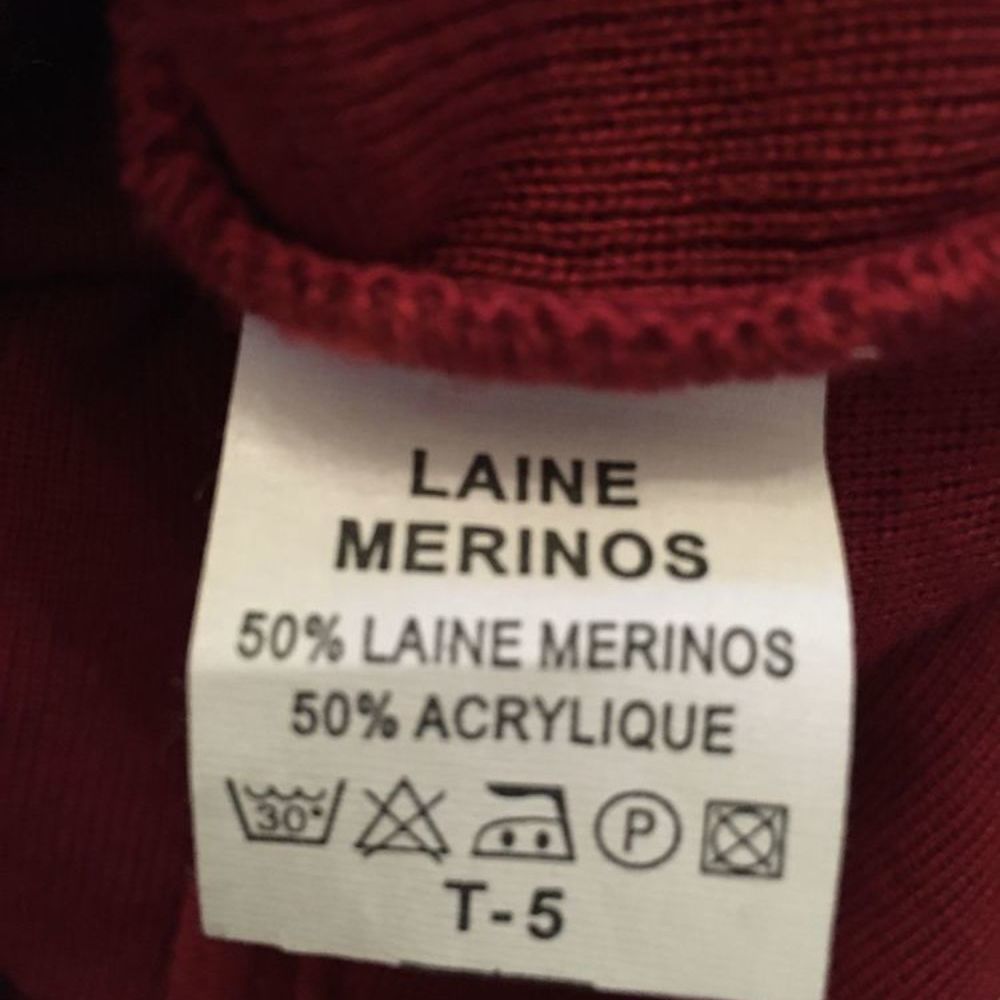 LAINE
MERINOS
50% LAINE MERINOS
50% ACRYLIQUE
30° P
T-5